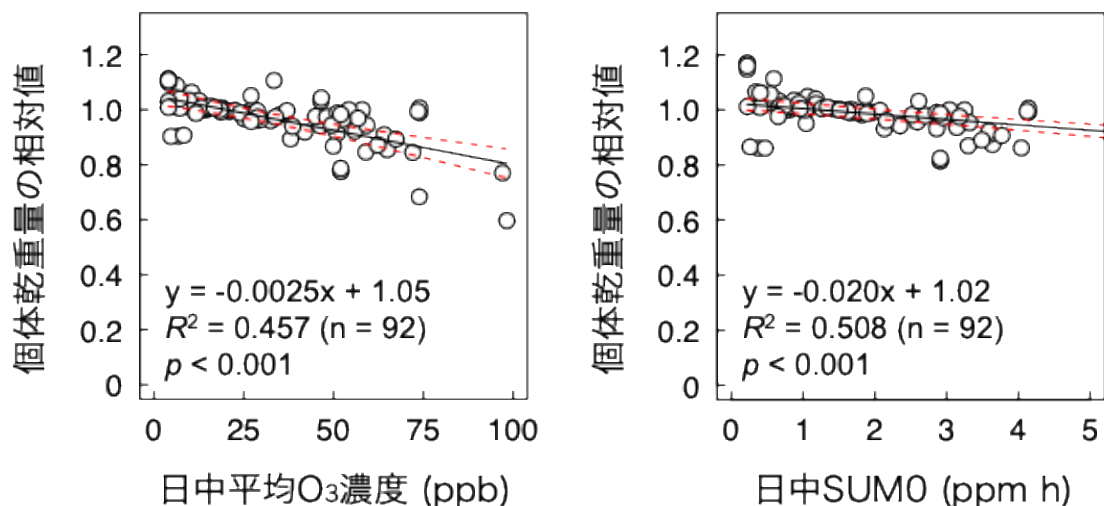 個体乾重量の相対値
1.2
1.0
0.8
0.6
0.4
0.2
0
y = -0.0025x + 1.05
R² = 0.457 (n = 92)
p < 0.001
0 25 50 75 100
日中平均O₃濃度 (ppb)
個体乾重量の相対値
1.2
1.0
0.8
0.6
0.4
0.2
0
y = -0.020x + 1.02
R² = 0.508 (n = 92)
p < 0.001
0 1 2 3 4 5
日中SUM0 (ppm h)